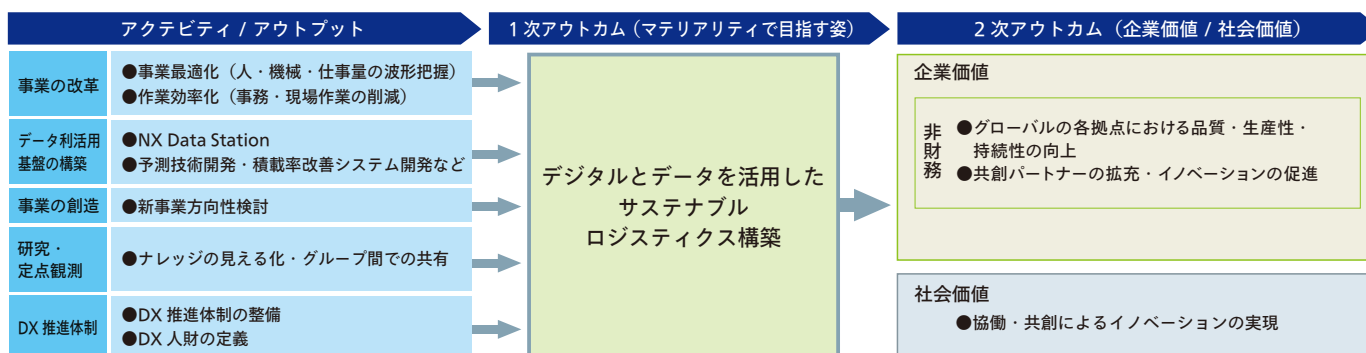 アクテビティ / アウトプット
1次アウトカム（マテリアリティで目指す姿）
2次アウトカム（企業価値 / 社会価値）
事業の改革
●事業最適化（人・機械・仕事量の波形把握）
●作業効率化（事務・現場作業の削減）
データ利活用
基盤の構築
●NX Data Station
●予測技術開発・積載率改善システム開発など
事業の創造
●新事業方向性検討
研究・
定点観測
●ナレッジの見える化・グループ間での共有
DX 推進体制
●DX 推進体制の整備
●DX 人財の定義
デジタルとデータを活用した
サステナブル
ロジスティクス構築
企業価値
非財務
●グローバルの各拠点における品質・生産性・
持続性の向上
●共創パートナーの拡充・イノベーションの促進
社会価値
●協働・共創によるイノベーションの実現